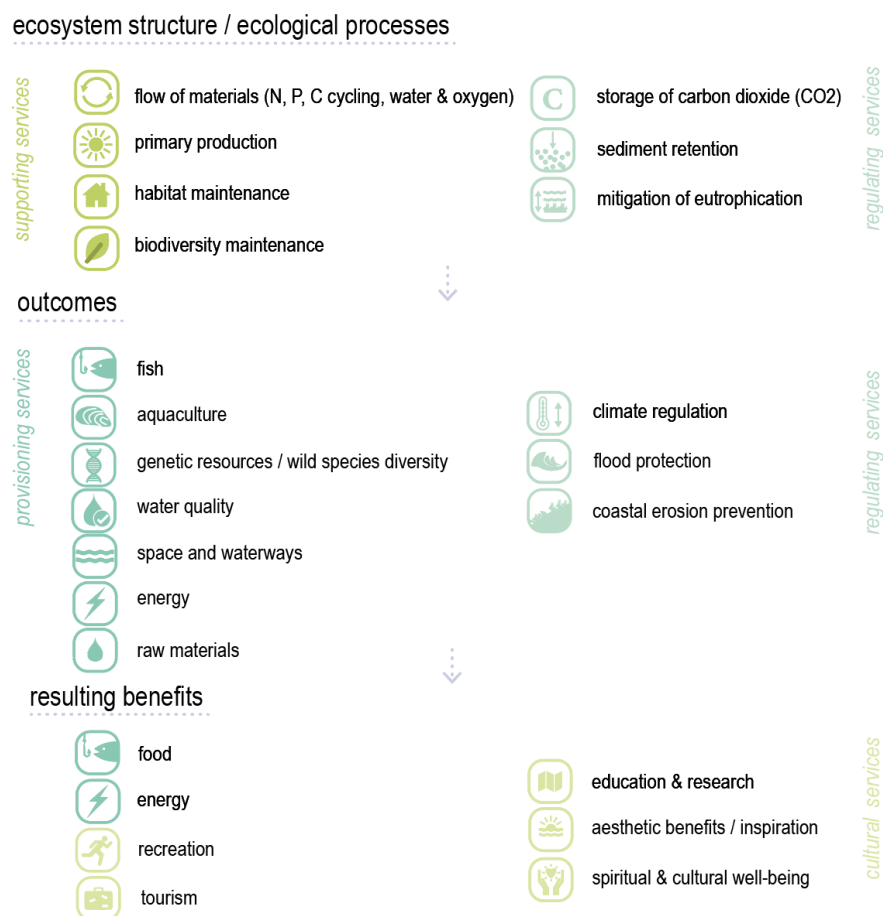 ecosystem structure / ecological processes
supporting services
flow of materials (N, P, C cycling, water & oxygen)
primary production
habitat maintenance
biodiversity maintenance
C
storage of carbon dioxide (CO2)
sediment retention
mitigation of eutrophication
regulating services
outcomes
provisioning services
fish
aquaculture
genetic resources / wild species diversity
water quality
space and waterways
energy
raw materials
climate regulation
flood protection
coastal erosion prevention
regulating services
resulting benefits
food
energy
recreation
tourism
education & research
aesthetic benefits / inspiration
spiritual & cultural well-being
cultural services